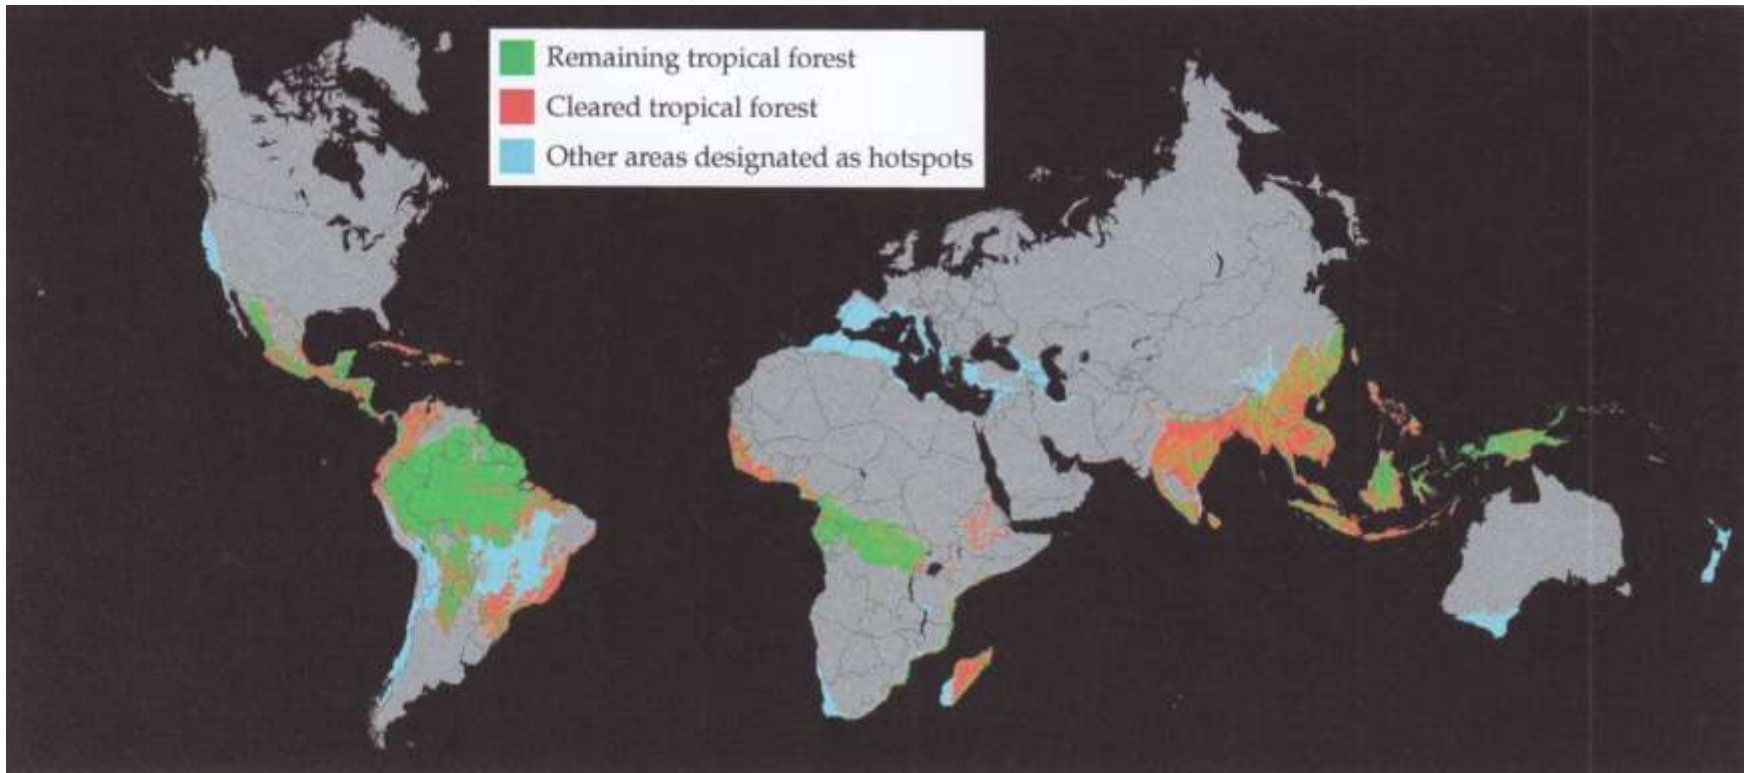 Remaining tropical forest
Cleared tropical forest
Other areas designated as hotspots